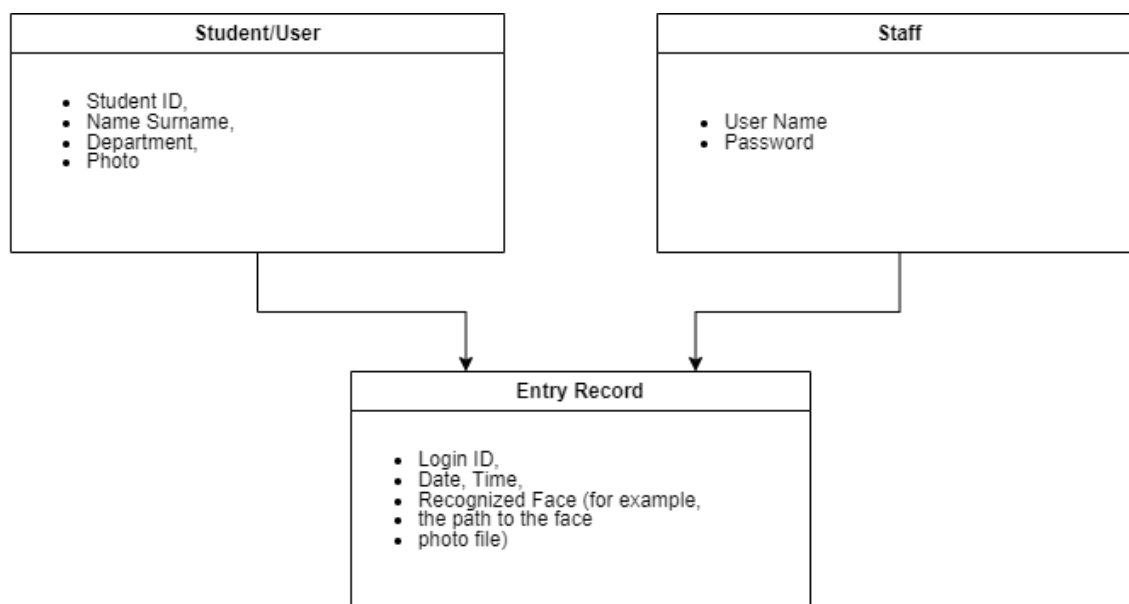 Student/User
Student ID,
Name Surname,
Department,
Photo
Staff
User Name
Password
Entry Record
Login ID,
Date, Time,
Recognized Face (for example,
the path to the face
photo file)